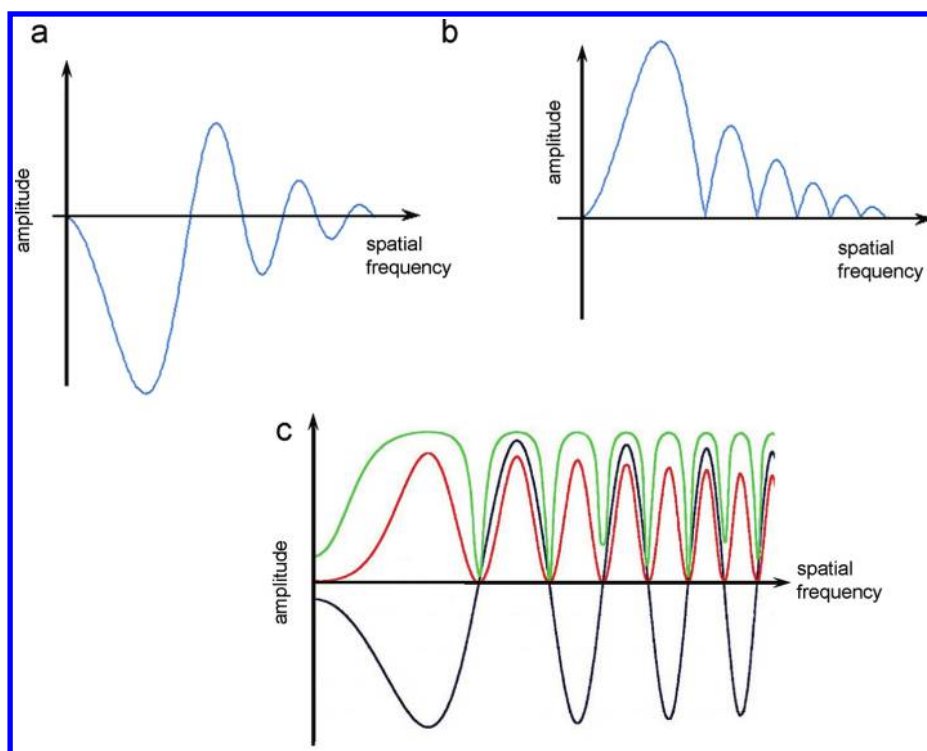 a
amplitude
spatial
frequency
b
amplitude
spatial
frequency
c
amplitude
spatial
frequency